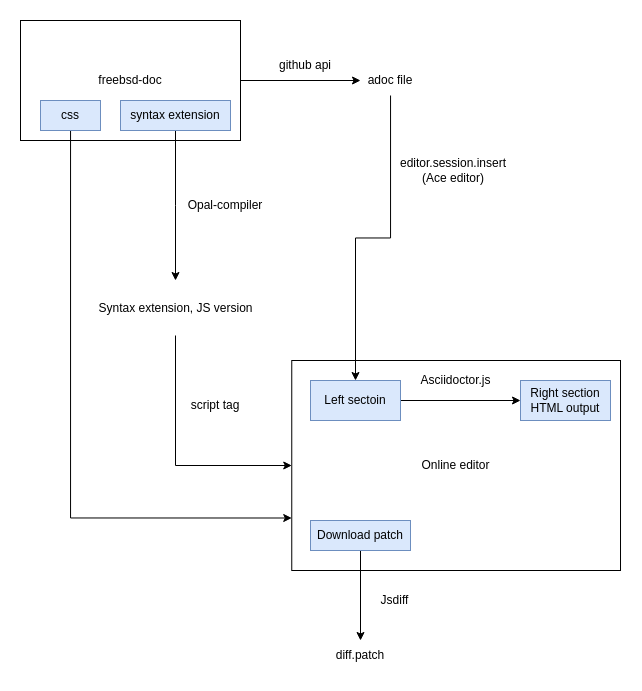 github api
freebsd-doc
adoc file
css
syntax extension
editor.session.insert
(Ace editor)
Opal-compiler
Syntax extension, JS version
Asciidoctor.js
Left sectoin
Right section
HTML output
script tag
Online editor
Download patch
Jsdiff
diff.patch